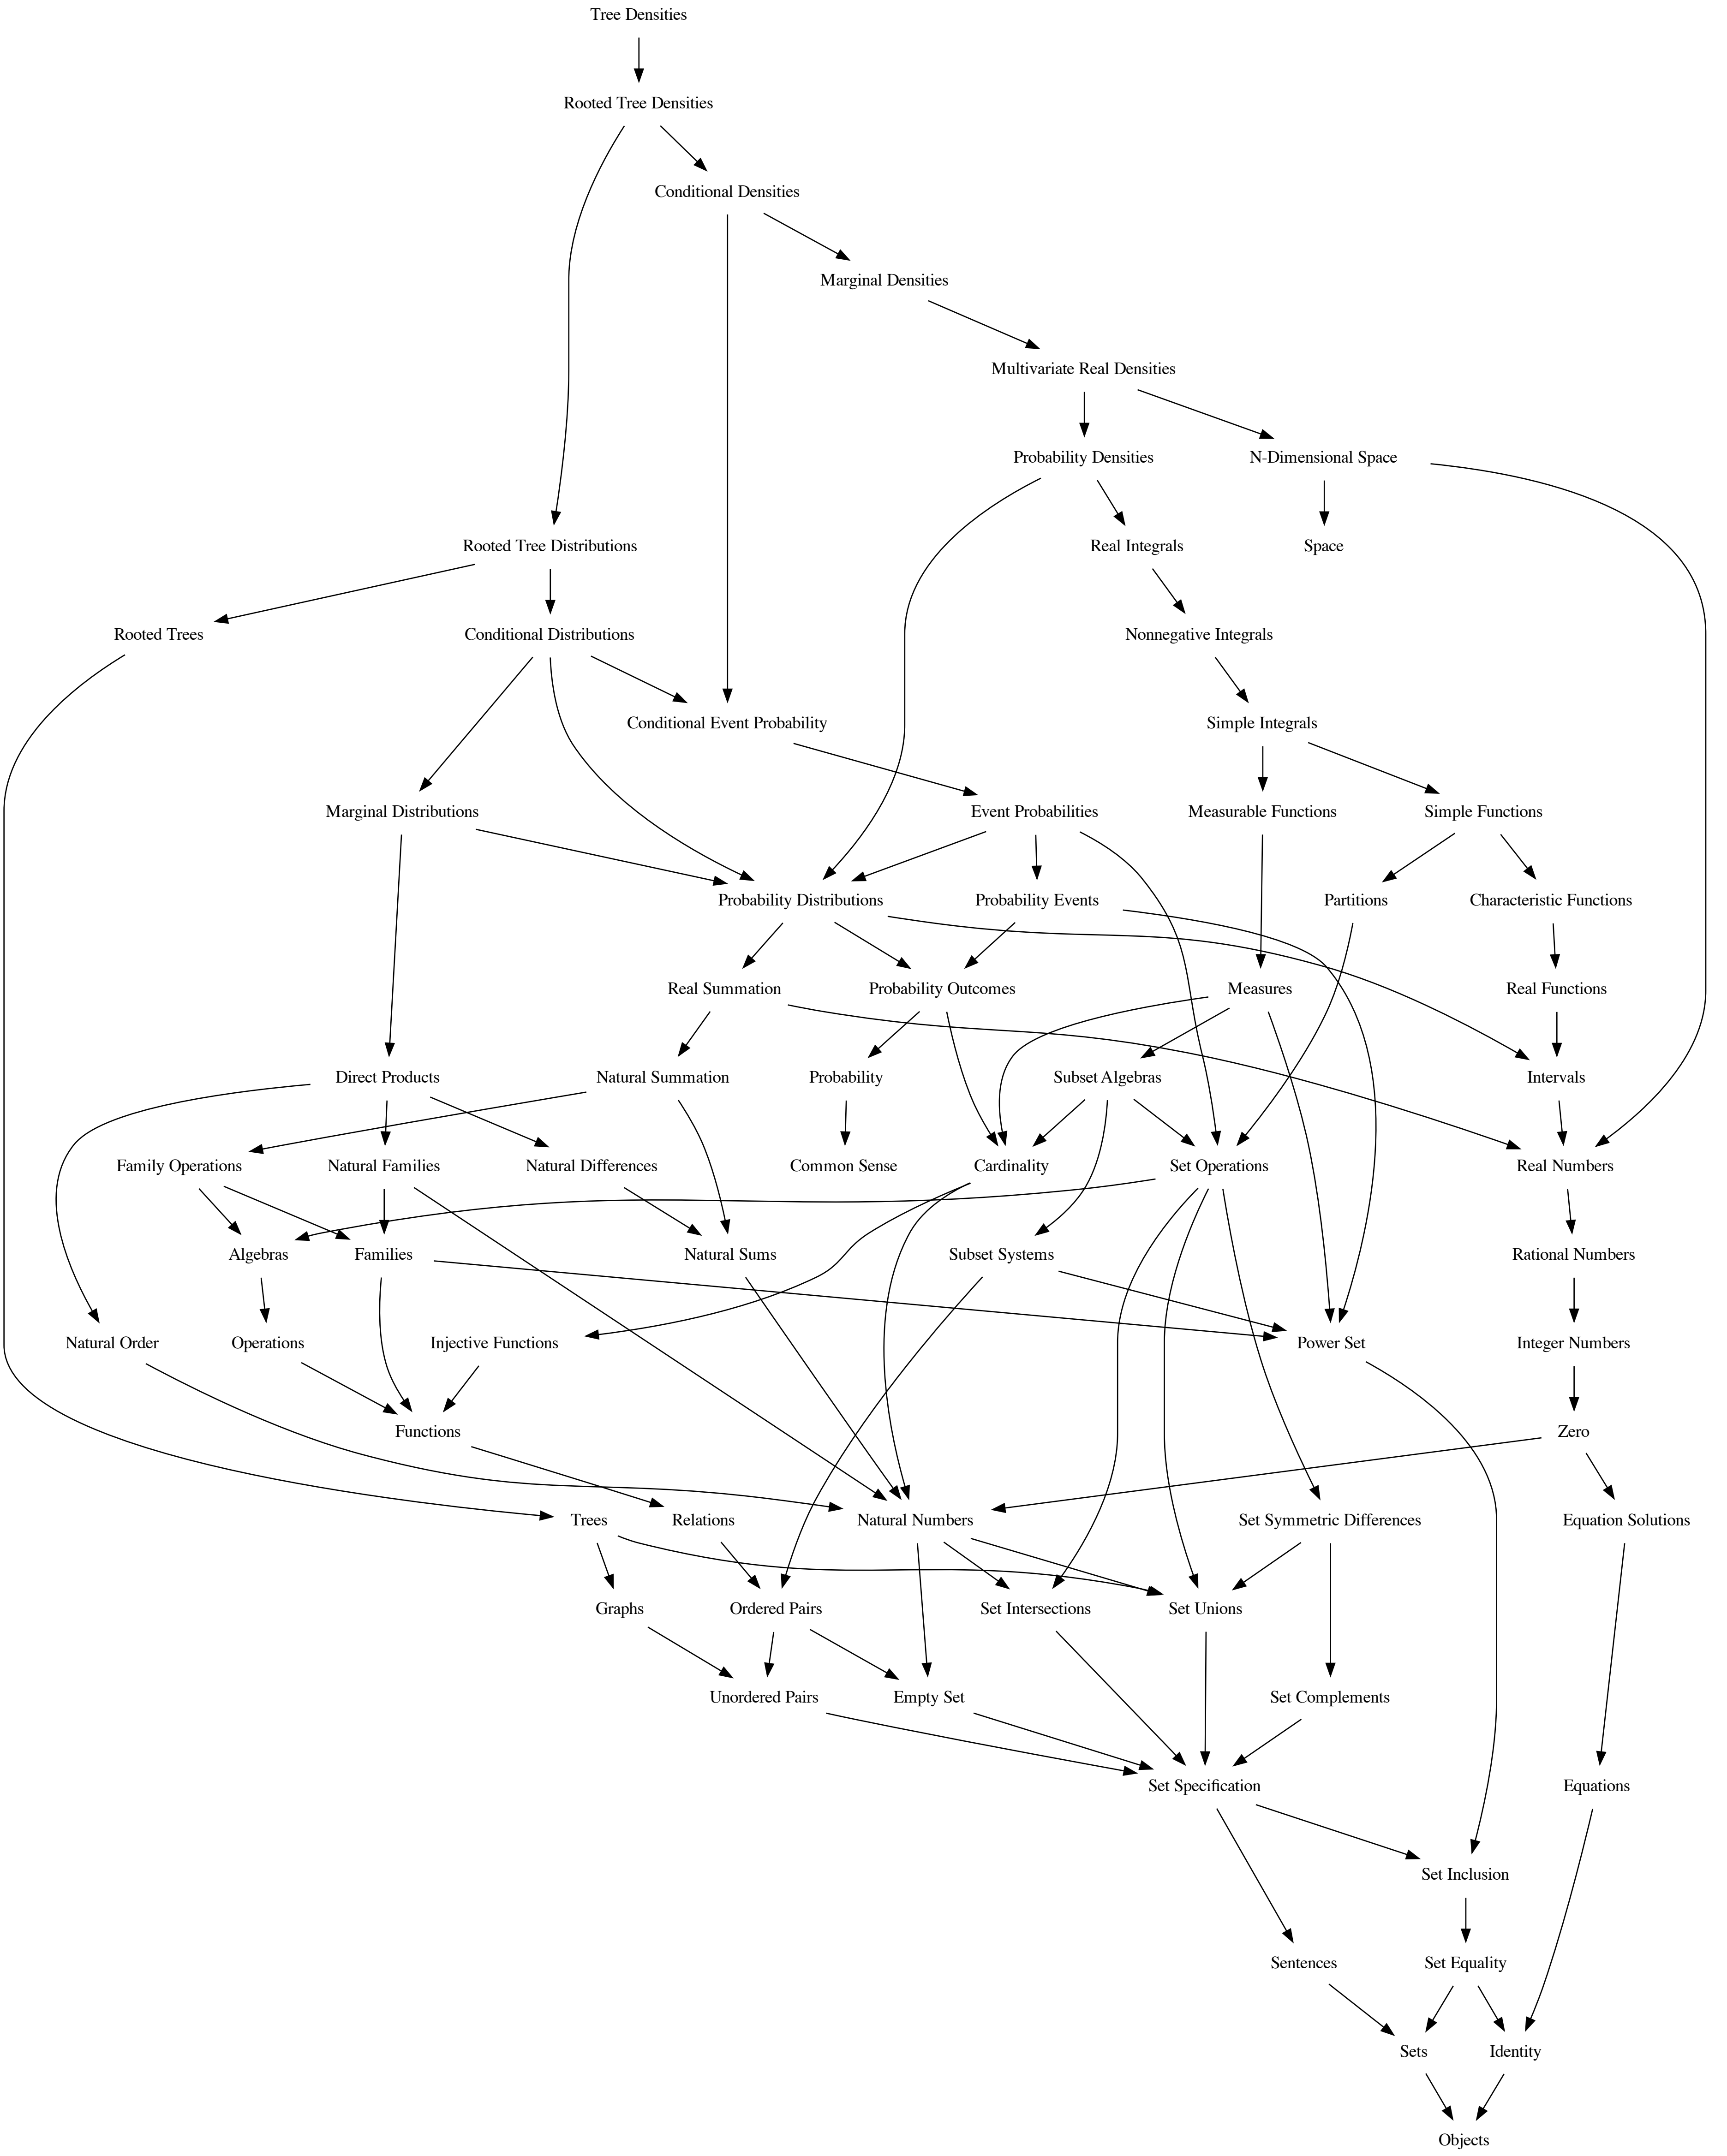 Tree Densities
Rooted Tree Densities
Conditional Densities
Marginal Densities
Multivariate Real Densities
Probability Densities
N-Dimensional Space
Rooted Tree Distributions
Real Integrals
Space
Rooted Trees
Conditional Distributions
Nonnegative Integrals
Conditional Event Probability
Simple Integrals
Marginal Distributions
Event Probabilities
Measurable Functions
Simple Functions
Probability Distributions
Probability Events
Partitions
Characteristic Functions
Real Summation
Probability Outcomes
Measures
Real Functions
Direct Products
Natural Summation
Probability
Subset Algebras
Intervals
Family Operations
Natural Families
Natural Differences
Common Sense
Cardinality
Set Operations
Real Numbers
Algebras
Families
Natural Sums
Subset Systems
Rational Numbers
Natural Order
Operations
Injective Functions
Power Set
Integer Numbers
Functions
Zero
Trees
Relations
Natural Numbers
Set Symmetric Differences
Equation Solutions
Graphs
Ordered Pairs
Set Intersections
Set Unions
Unordered Pairs
Empty Set
Set Complements
Set Specification
Equations
Set Inclusion
Sentences
Set Equality
Sets
Identity
Objects